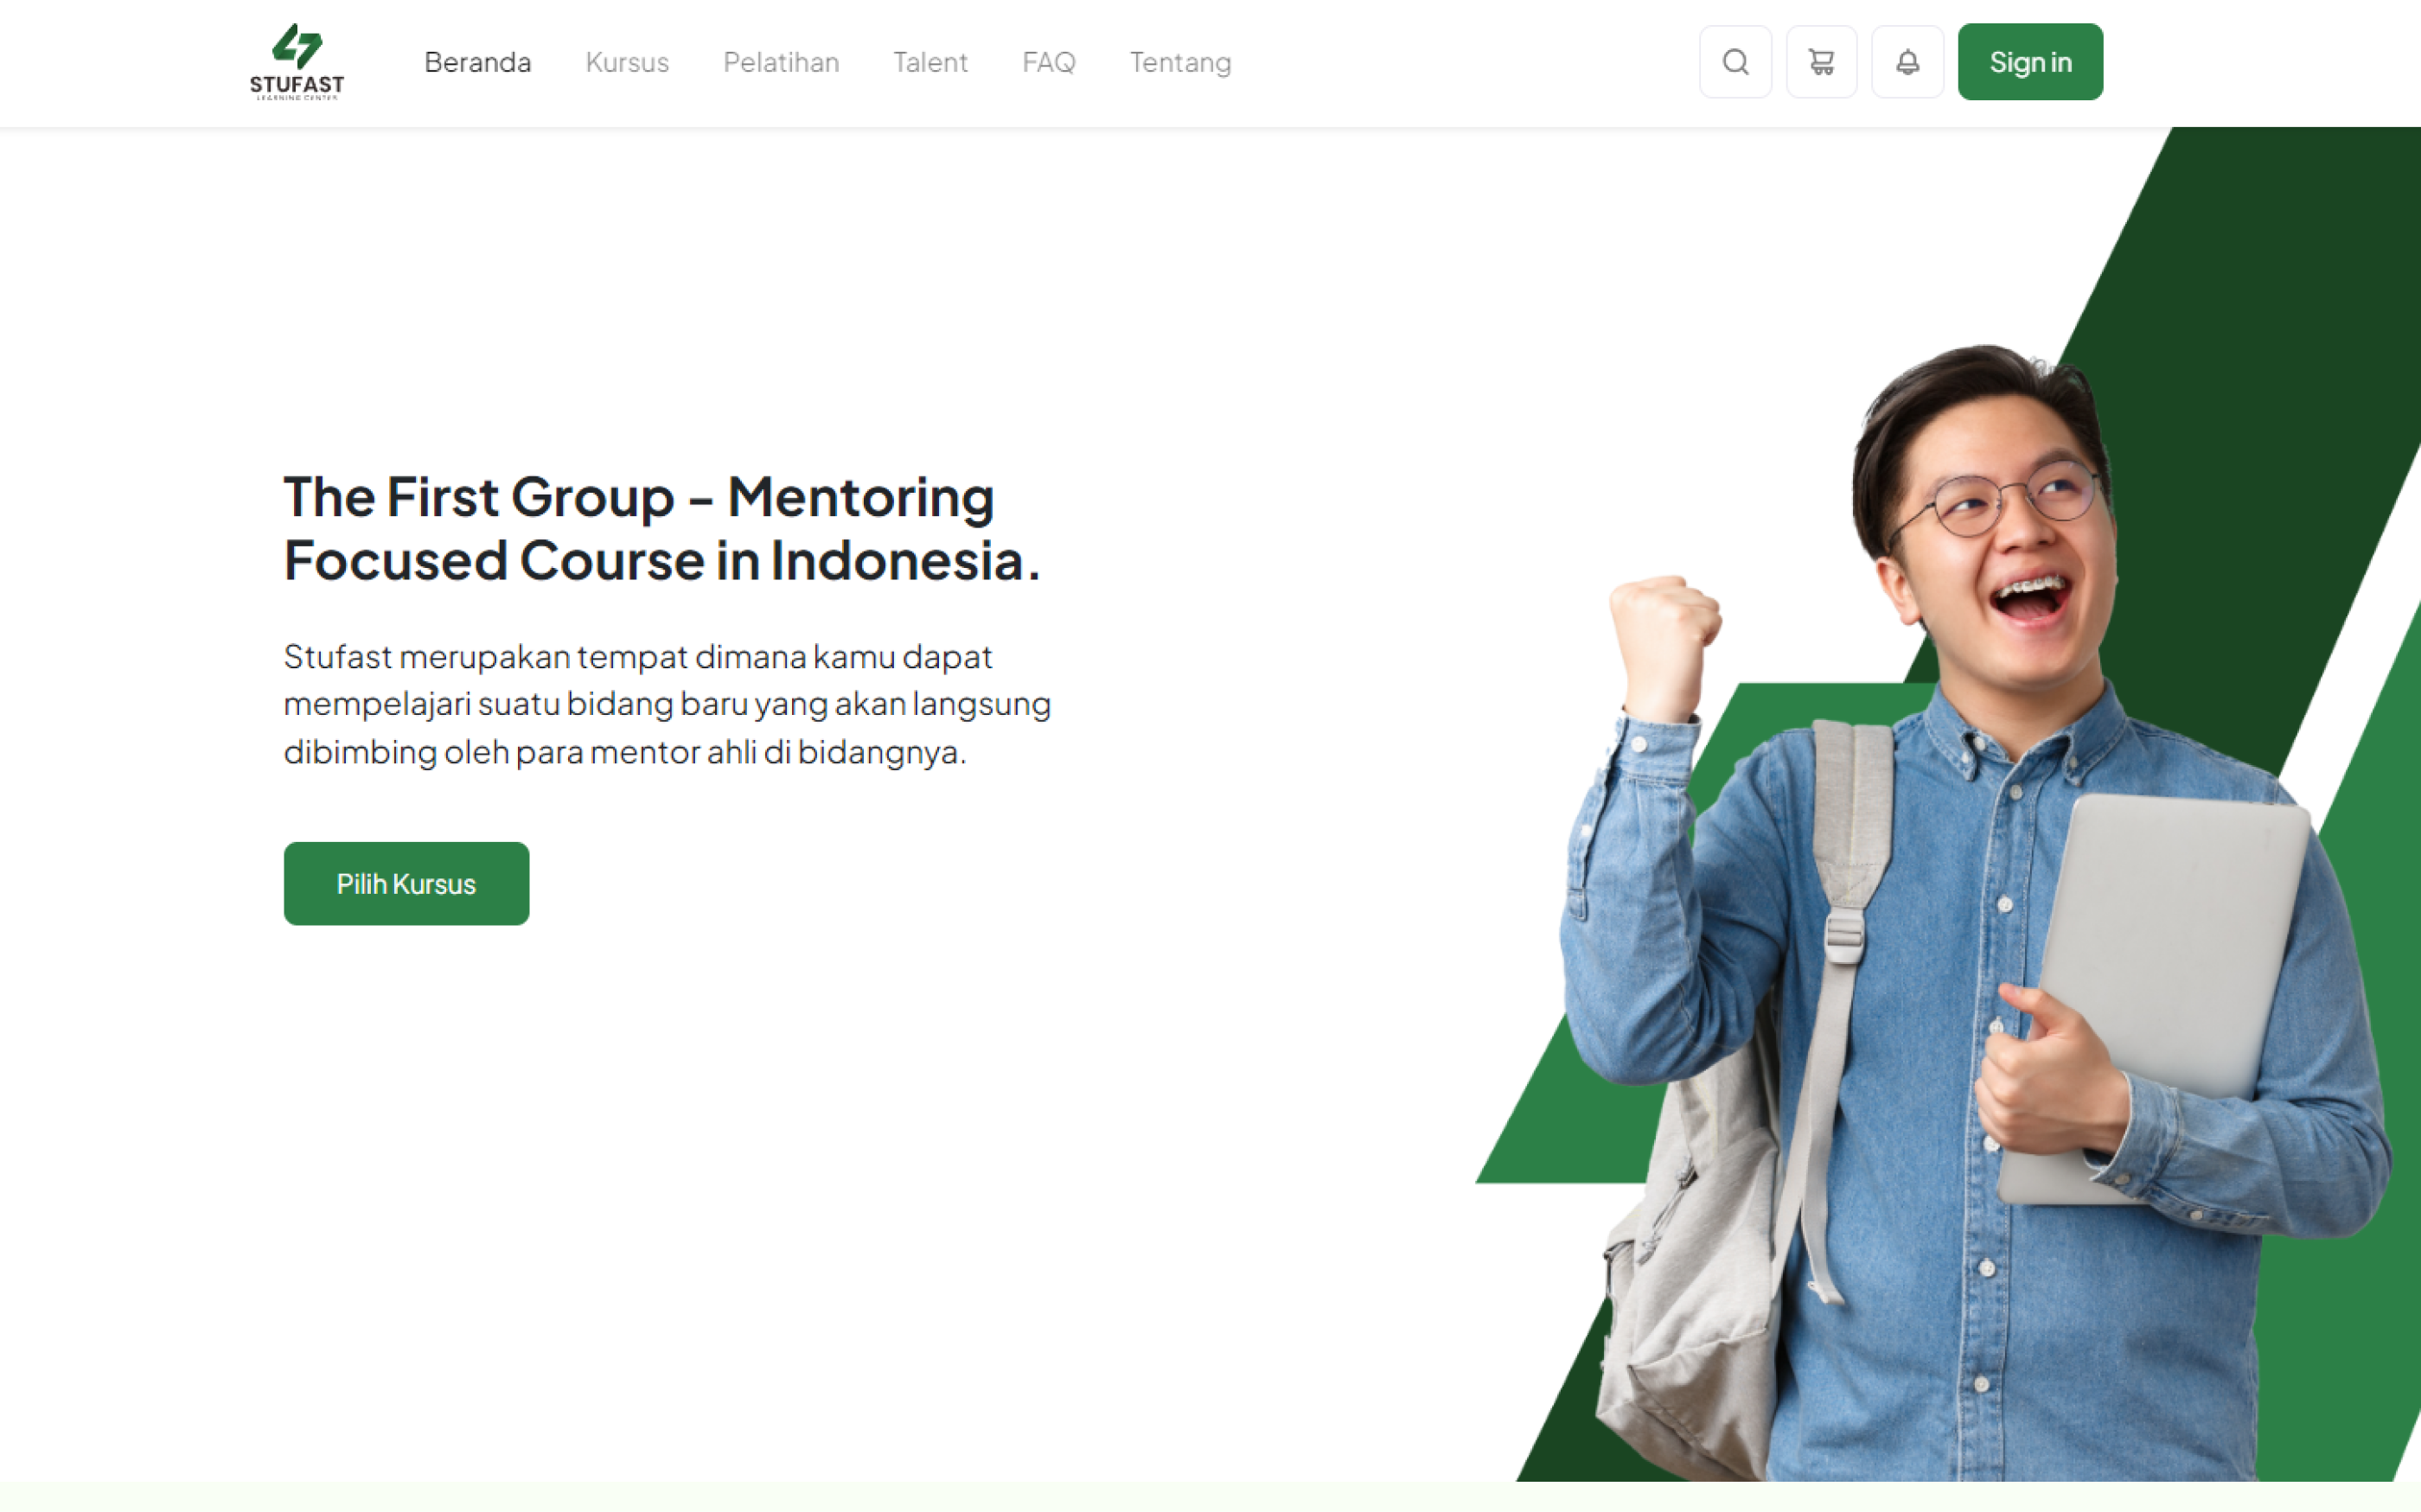 STUFAST
LEARNING CENTER
Beranda
Kursus
Pelatihan
Talent
FAQ
Tentang
Sign in
The First Group - Mentoring
Focused Course in Indonesia.
Stufast merupakan tempat dimana kamu dapat
mempelajari suatu bidang baru yang akan langsung
dibimbing oleh para mentor ahli di bidangnya.
Pilih Kursus